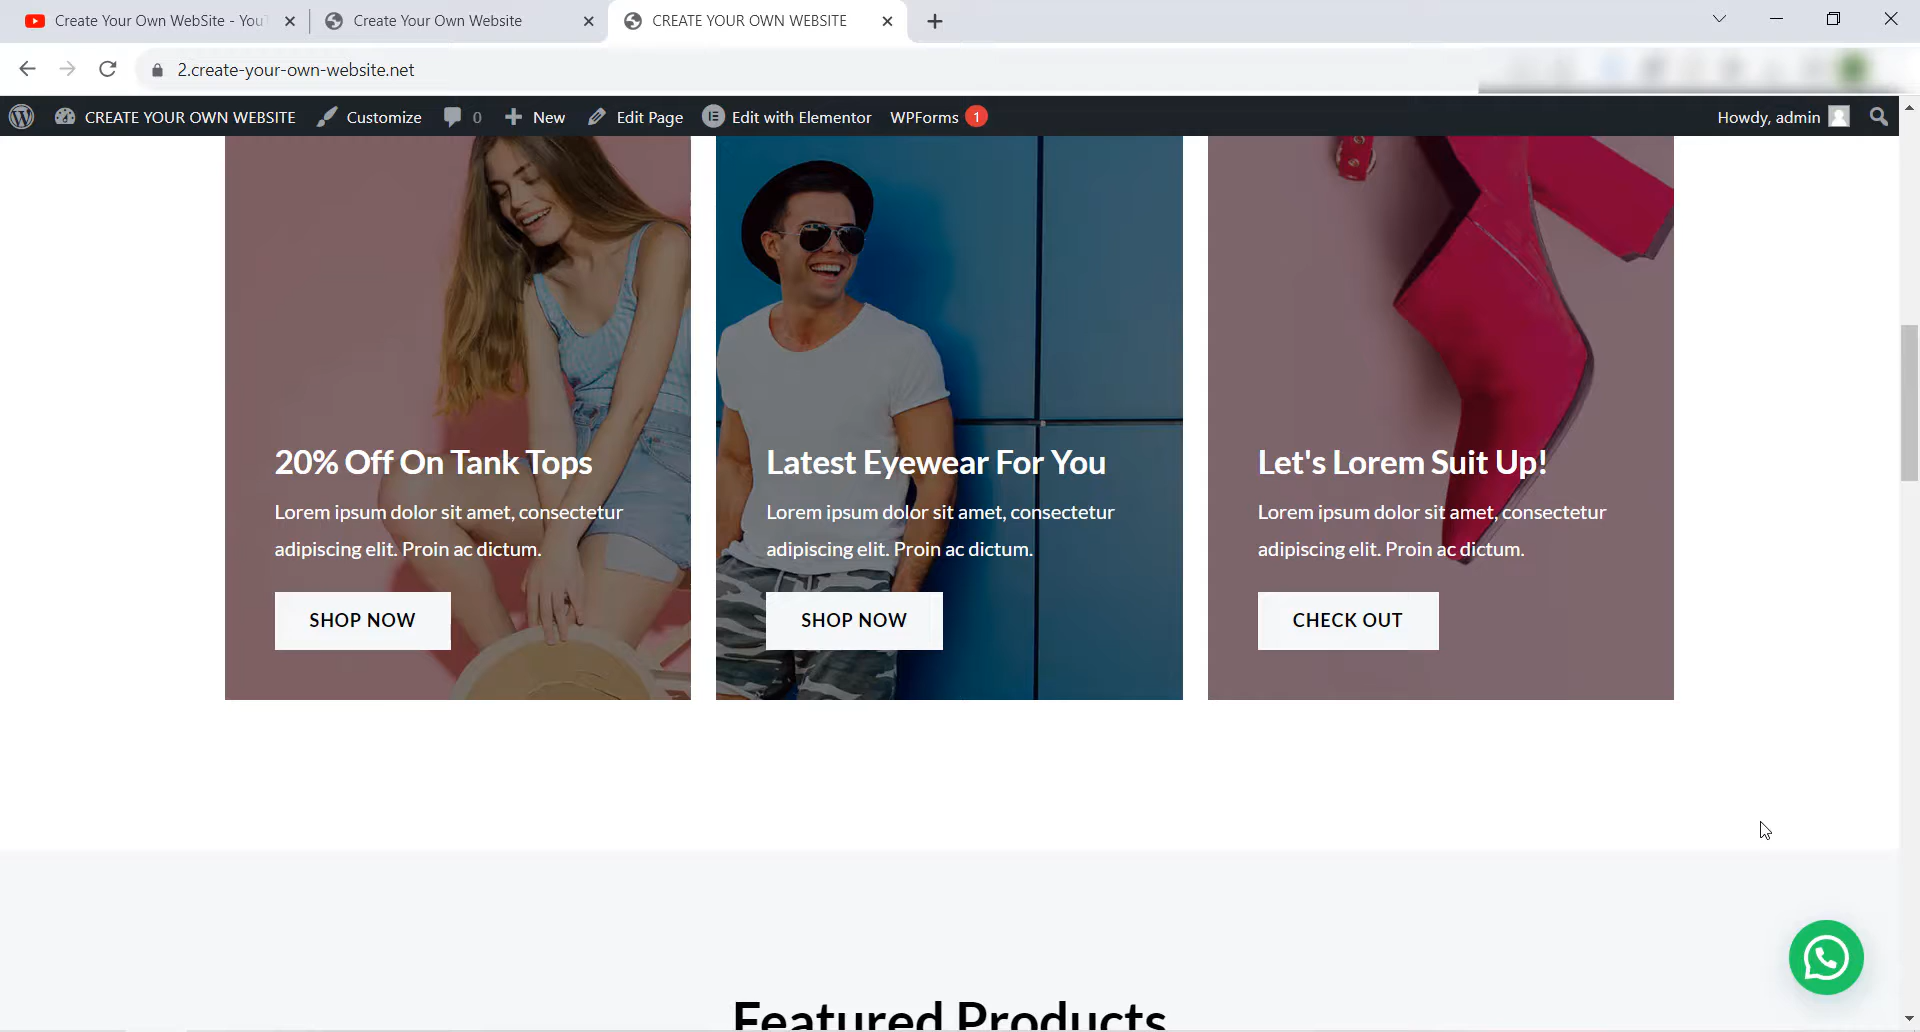 Create Your Own WebSite - You
Create Your Own Website
CREATE YOUR OWN WEBSITE
2.create-your-own-website.net
CREATE YOUR OWN WEBSITE
Customize
0
New
Edit Page
Edit with Elementor
WPForms 1
Howdy, admin
20% Off On Tank Tops
Lorem ipsum dolor sit amet, consectetur
adipiscing elit. Proin ac dictum.
SHOP NOW
Latest Eyewear For You
Lorem ipsum dolor sit amet, consectetur
adipiscing elit. Proin ac dictum.
SHOP NOW
Let's Lorem Suit Up!
Lorem ipsum dolor sit amet, consectetur
adipiscing elit. Proin ac dictum.
CHECK OUT
Featured Products